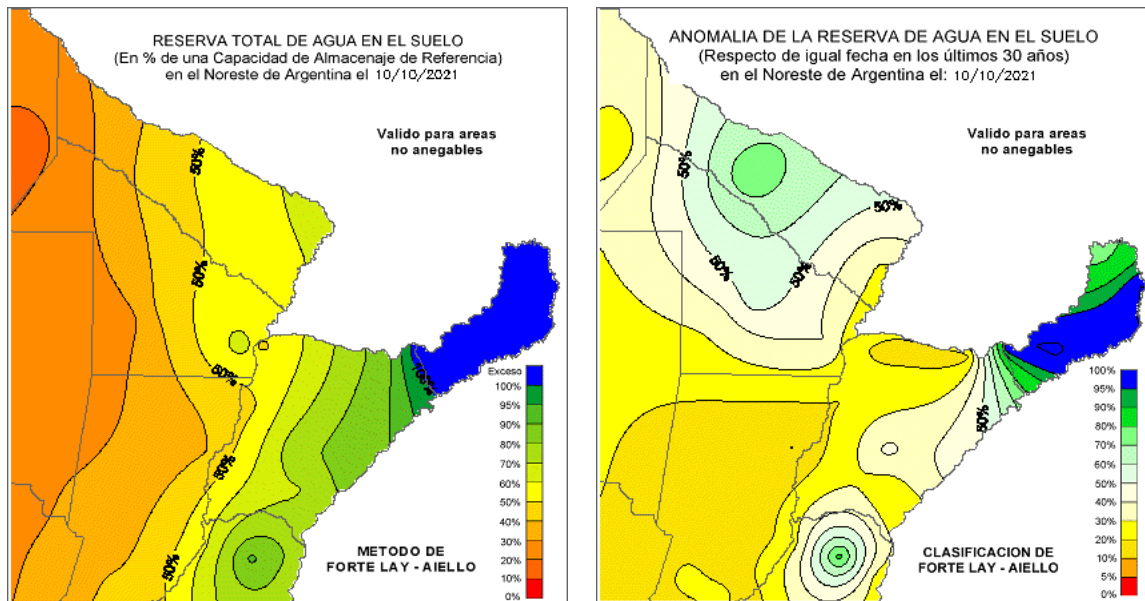 RESERVA TOTAL DE AGUA EN EL SUELO
(En % de una Capacidad de Almacenaje de Referencia)
en el Noreste de Argentina el 10/10/2021
Valido para areas
no anegables
50%
50%
50%
50%
50%
100%
METODO DE
FORTE LAY - AIELLO
Exceso
100%
95%
90%
80%
70%
60%
50%
40%
30%
20%
10%
0%
ANOMALIA DE LA RESERVA DE AGUA EN EL SUELO
(Respecto de igual fecha en los últimos 30 años)
en el Noreste de Argentina el: 10/10/2021
Valido para areas
no anegables
50%
50%
50%
50%
50%
CLASIFICACION DE
FORTE LAY - AIELLO
100%
95%
90%
80%
70%
60%
50%
40%
30%
20%
10%
5%
0%